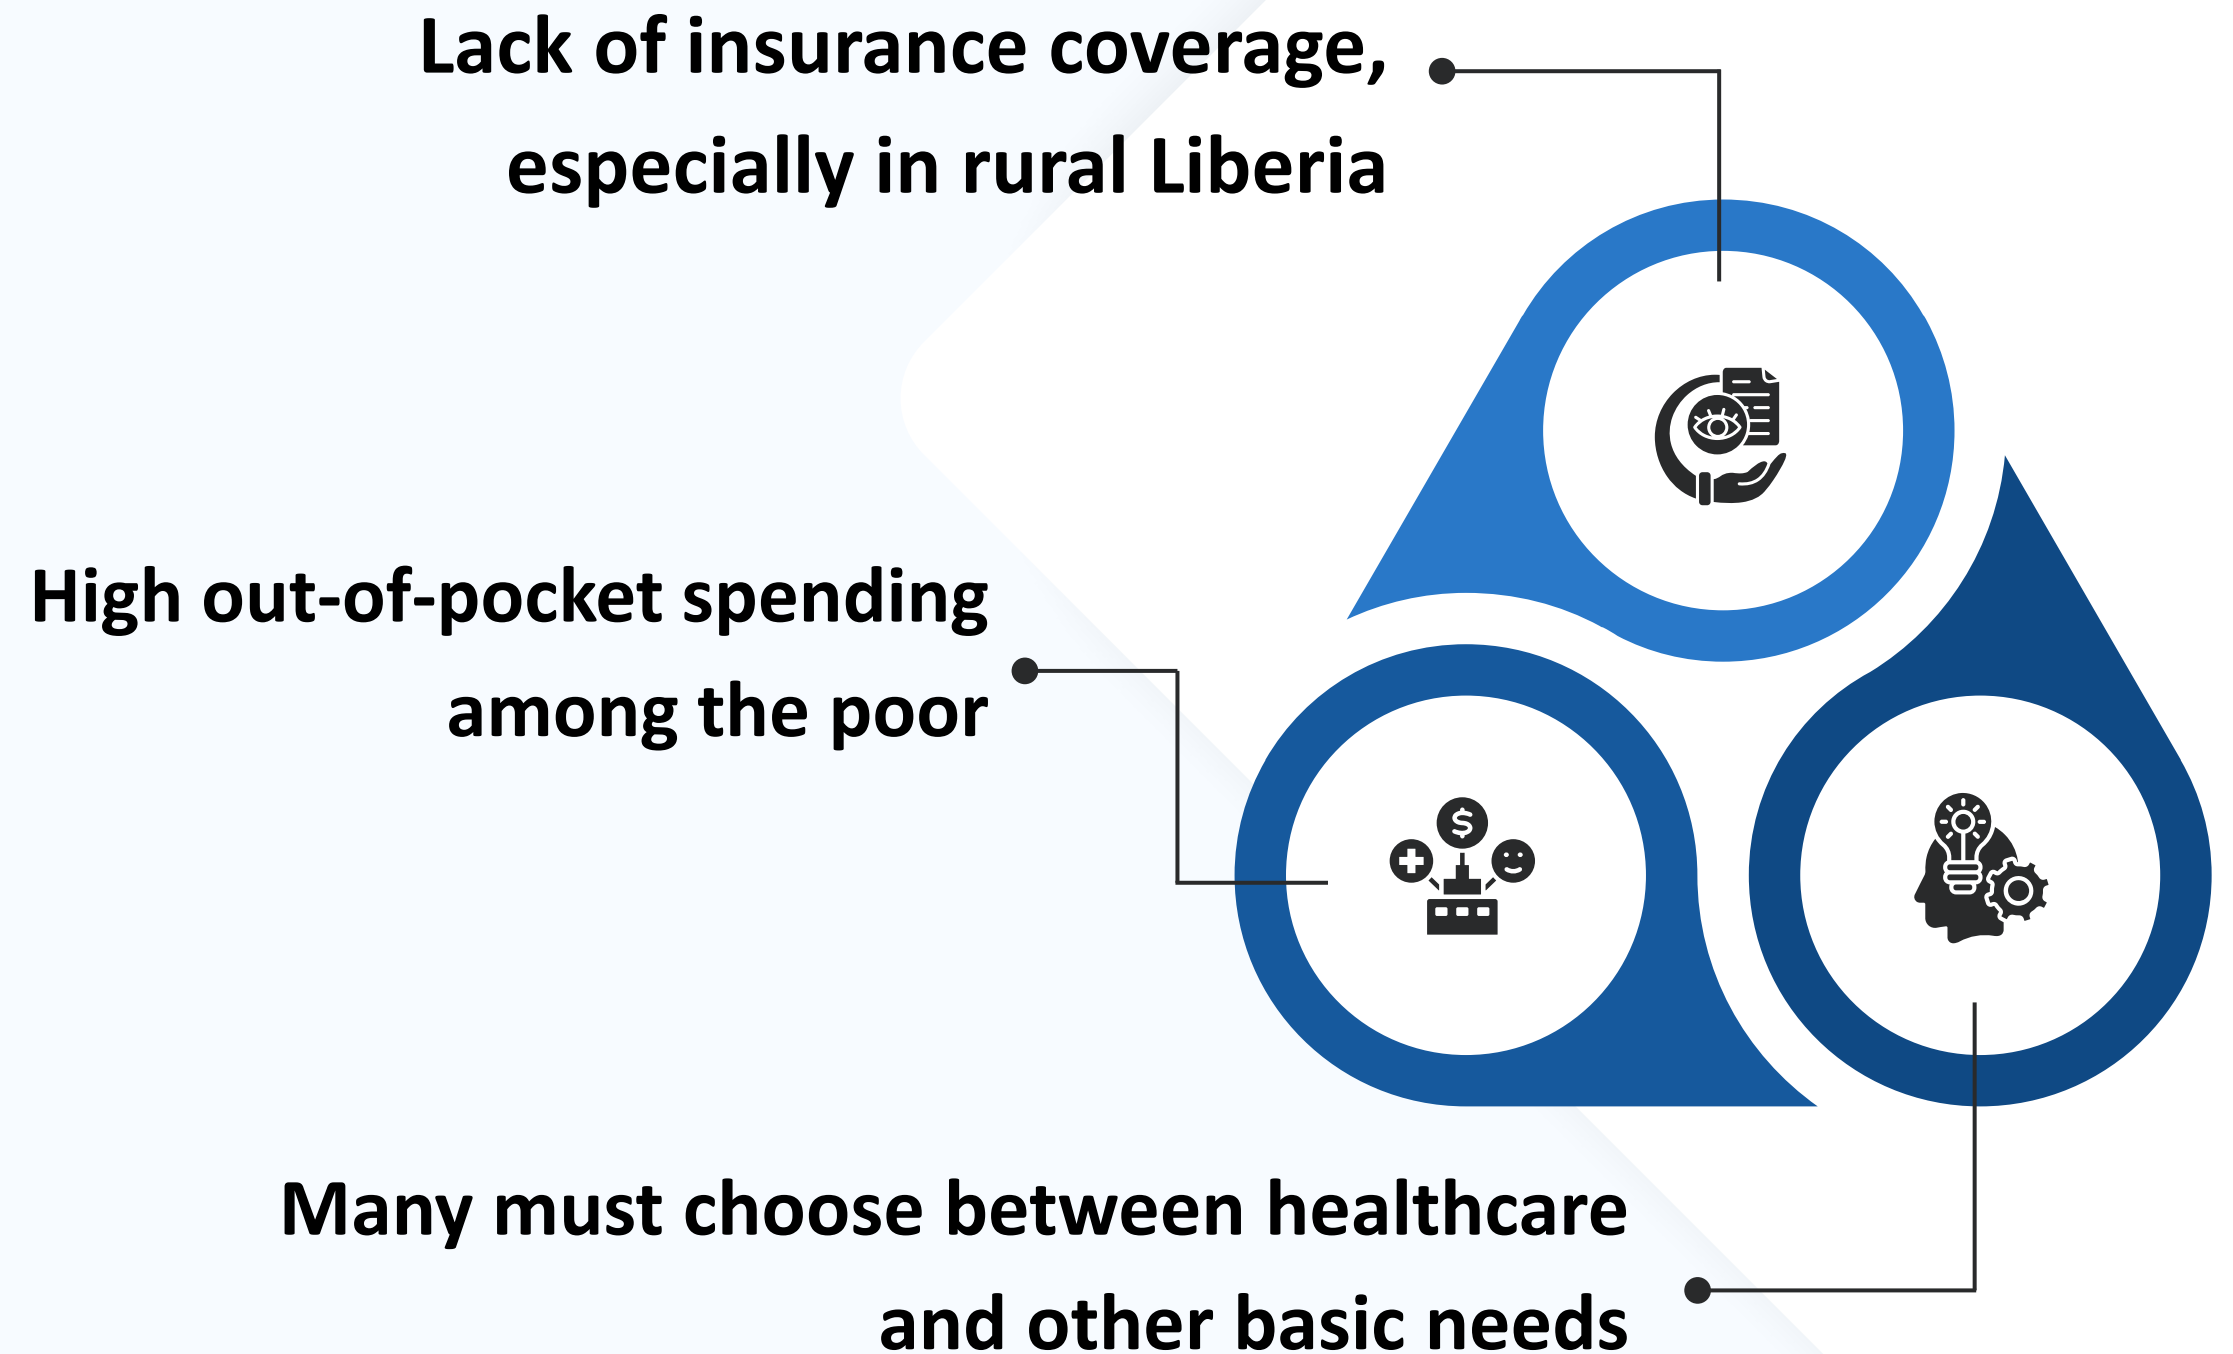 Lack of insurance coverage,
especially in rural Liberia
High out-of-pocket spending
among the poor
$
Many must choose between healthcare
and other basic needs